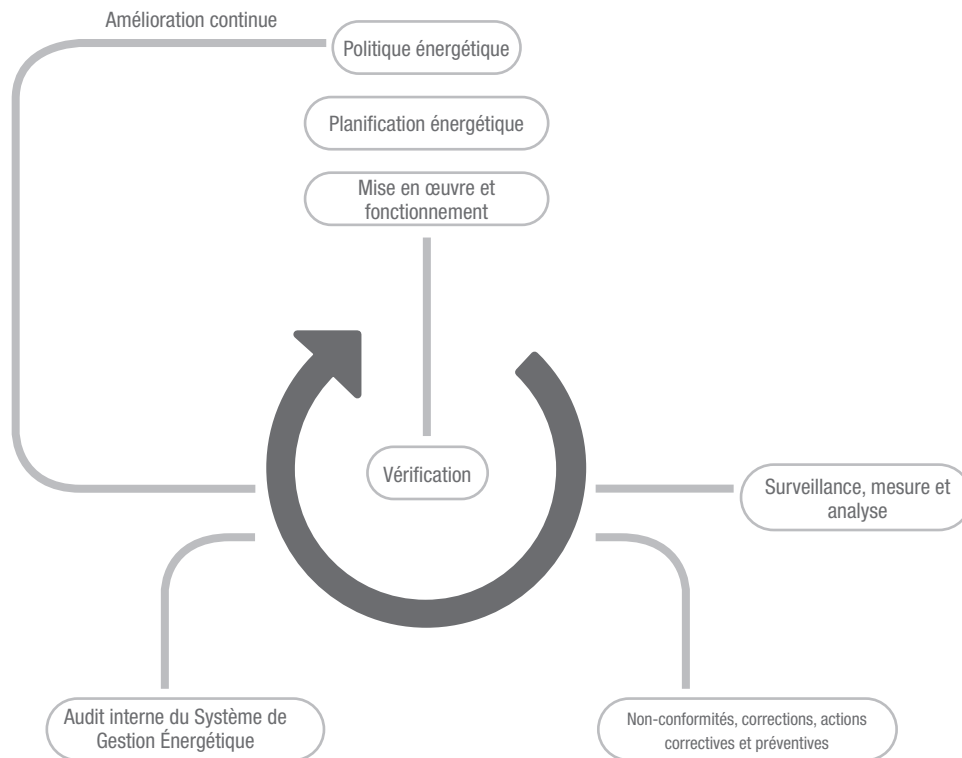 Amélioration continue
Politique énergétique
Planification énergétique
Mise en œuvre et
fonctionnement
Vérification
Surveillance, mesure et
analyse
Audit interne du Système de
Gestion Énergétique
Non-conformités, corrections, actions
correctives et préventives